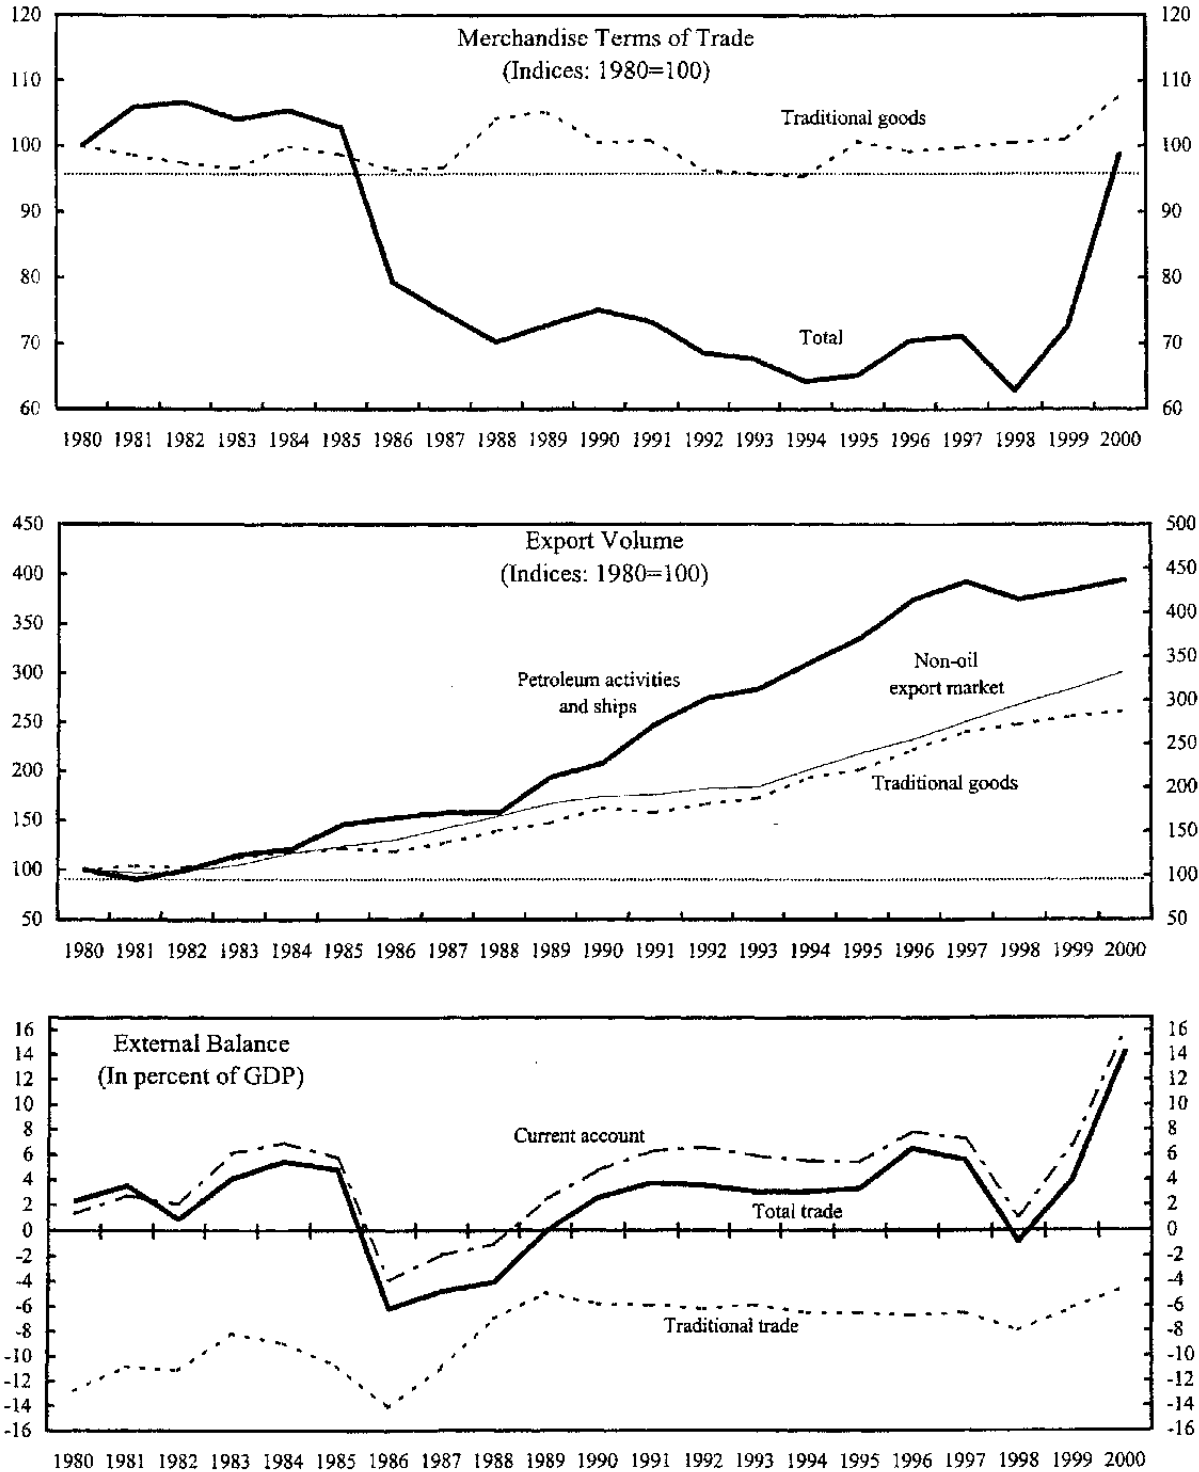 Merchandise Terms of Trade
(Indices: 1980=100)
120 120
110 110
100 100
90 90
80 80
70 70
60 60
Traditional goods
Total
1980 1981 1982 1983 1984 1985 1986 1987 1988 1989 1990 1991 1992 1993 1994 1995 1996 1997 1998 1999 2000
Export Volume
(Indices: 1980=100)
450 500
400 450
350 400
300 350
250 300
200 250
150 200
100 150
50 100
50
Petroleum activities
and ships
Non-oil
export market
Traditional goods
1980 1981 1982 1983 1984 1985 1986 1987 1988 1989 1990 1991 1992 1993 1994 1995 1996 1997 1998 1999 2000
External Balance
(In percent of GDP)
16 16
14 14
12 12
10 10
8 8
6 6
4 4
2 2
0 0
-2 -2
-4 -4
-6 -6
-8 -8
-10 -10
-12 -12
-14 -14
-16 -16
Current account
Total trade
Traditional trade
1980 1981 1982 1983 1984 1985 1986 1987 1988 1989 1990 1991 1992 1993 1994 1995 1996 1997 1998 1999 2000